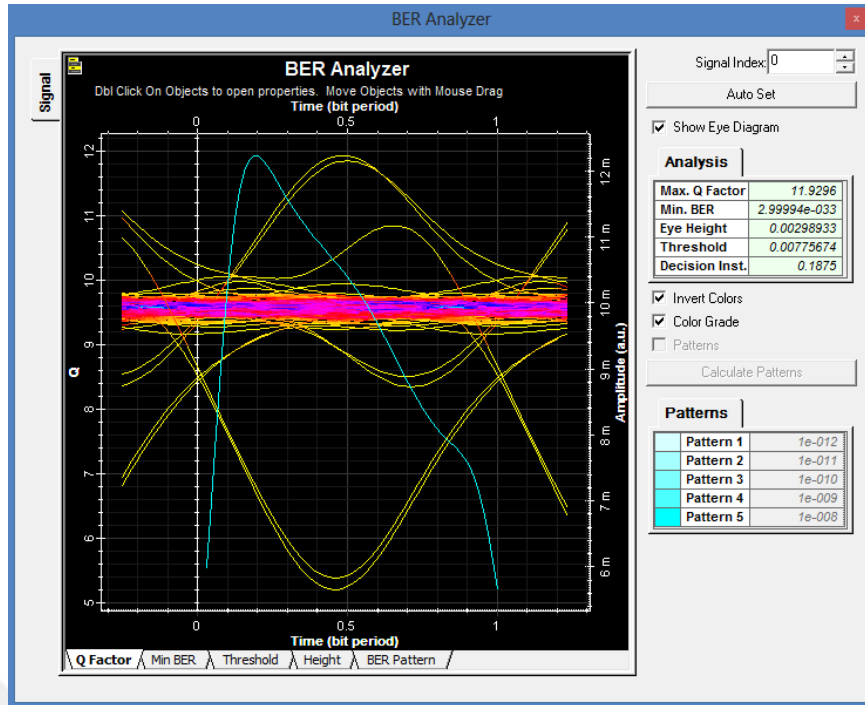 BER Analyzer
x
Signal
BER Analyzer
Dbl Click On Objects to open properties. Move Objects with Mouse Drag
Time (bit period)
0 0.5 1
12
11
10
9
8
7
6
5
Q
12 m
11 m
10 m
9 m
8 m
7 m
6 m
Amplitude (a.u.)
0 0.5 1
Time (bit period)
Q Factor Min BER Threshold Height BER Pattern
Signal Index: 0
Auto Set
Show Eye Diagram
Analysis
Max. Q Factor 11.9296
Min. BER 2.99994e-033
Eye Height 0.00298933
Threshold 0.00775674
Decision Inst. 0.1875
Invert Colors
Color Grade
Patterns
Calculate Patterns
Patterns
Pattern 1 1e-012
Pattern 2 1e-011
Pattern 3 1e-010
Pattern 4 1e-009
Pattern 5 1e-008